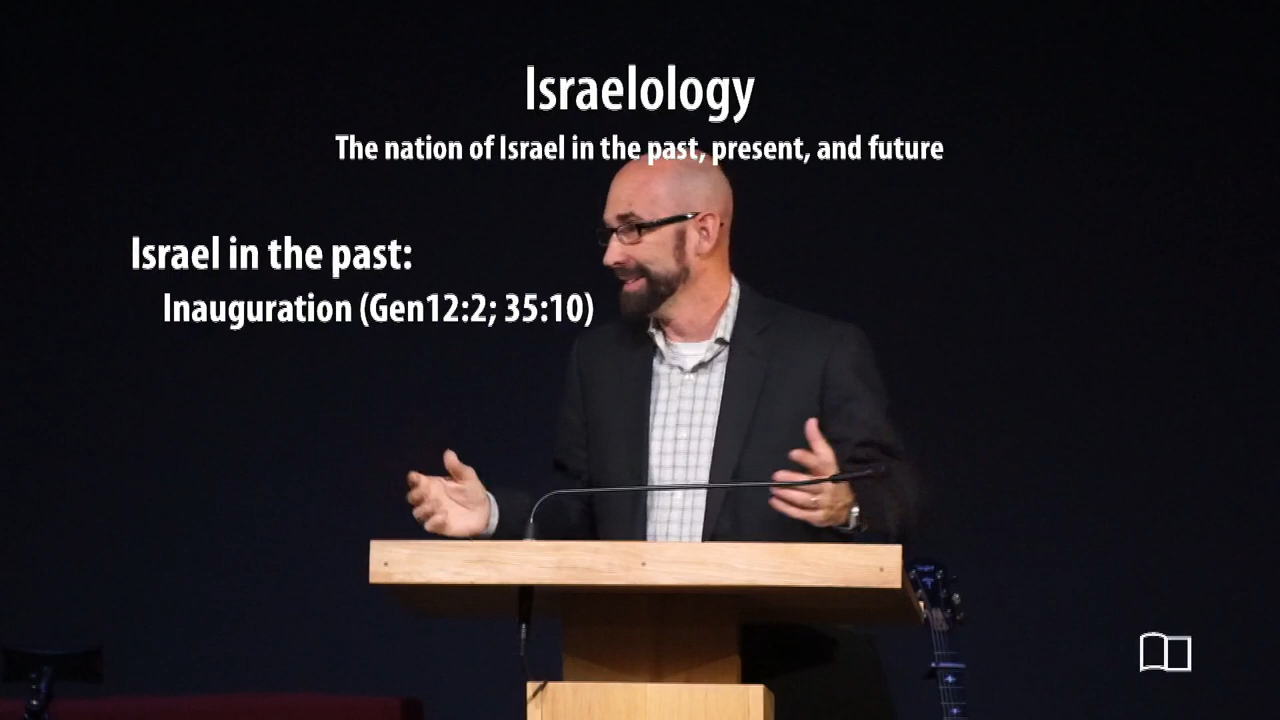 Israelology
The nation of Israel in the past, present, and future
Israel in the past:
Inauguration (Gen12:2; 35:10)